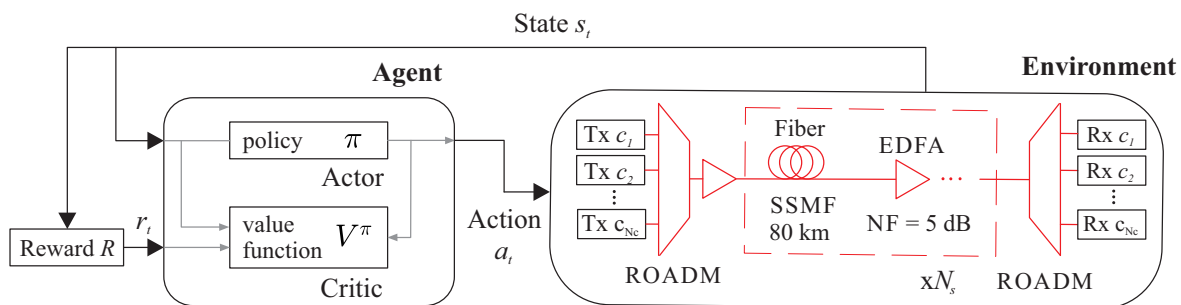 State s_t
Agent
Environment
policy π
Actor
value
function V^π
Critic
r_t
Reward R
Action
a_t
Tx c_1
Tx c_2
⋮
Tx c_Nc
ROADM
Fiber
SSMF
80 km
EDFA
...
NF = 5 dB
xN_s
ROADM
Rx c_1
Rx c_2
⋮
Rx c_Nc